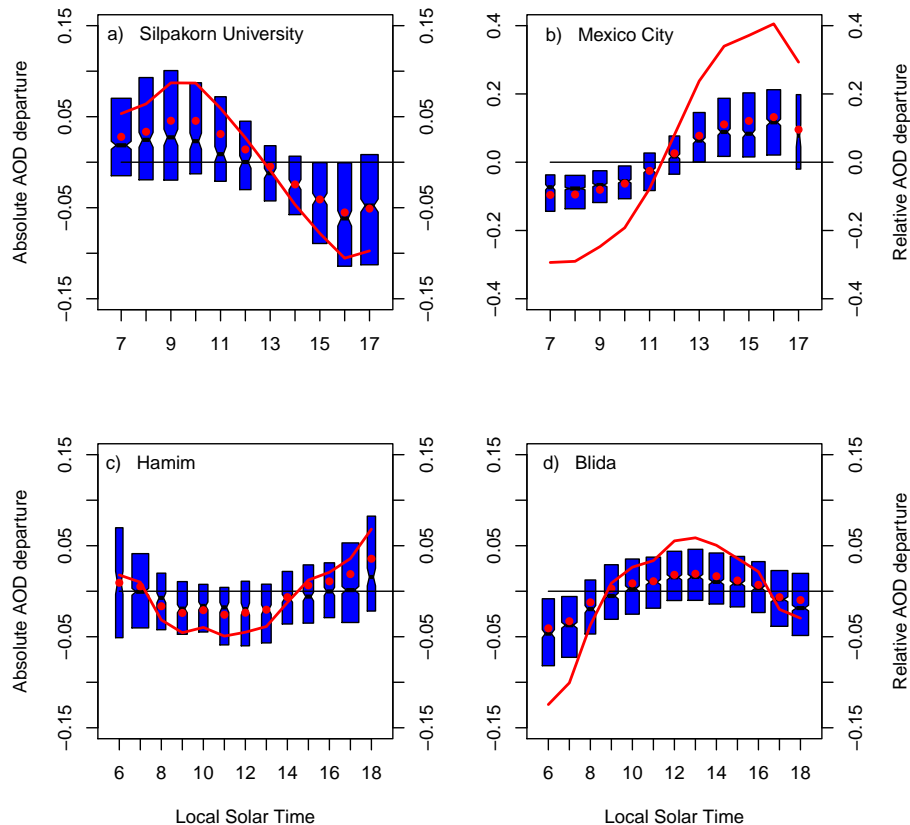 a) Silpakorn University
Absolute AOD departure
−0.15 −0.05 0.05 0.15
−0.15 −0.05 0.05 0.15
7 9 11 13 15 17
b) Mexico City
−0.4 −0.2 0.0 0.2
−0.4 −0.2 0.0 0.2 0.4
Relative AOD departure
7 9 11 13 15 17
c) Hamim
Absolute AOD departure
−0.15 −0.05 0.05 0.15
−0.15 −0.05 0.05 0.15
6 8 10 12 14 16 18
Local Solar Time
d) Blida
−0.15 −0.05 0.05 0.15
−0.15 −0.05 0.05 0.15
Relative AOD departure
6 8 10 12 14 16 18
Local Solar Time